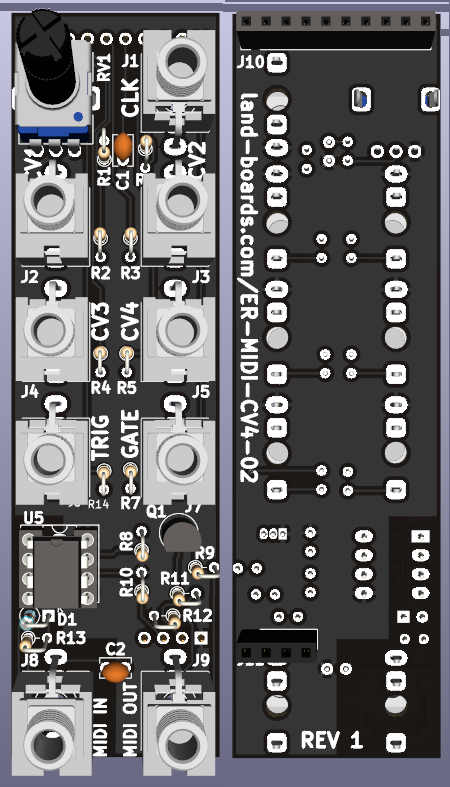 RV1
J1
J10
CLK
R1
C1
CV2
J2
R2
R3
J3
CV3
CV4
J4
R4
R5
J5
TRIG
GATE
R14
R7
Q1
J7
U5
R8
R9
R10
R11
D1
R12
R13
J8
C2
J9
MIDI IN
MIDI OUT
land-boards.com/ER-MIDI-CV4-02
REV 1